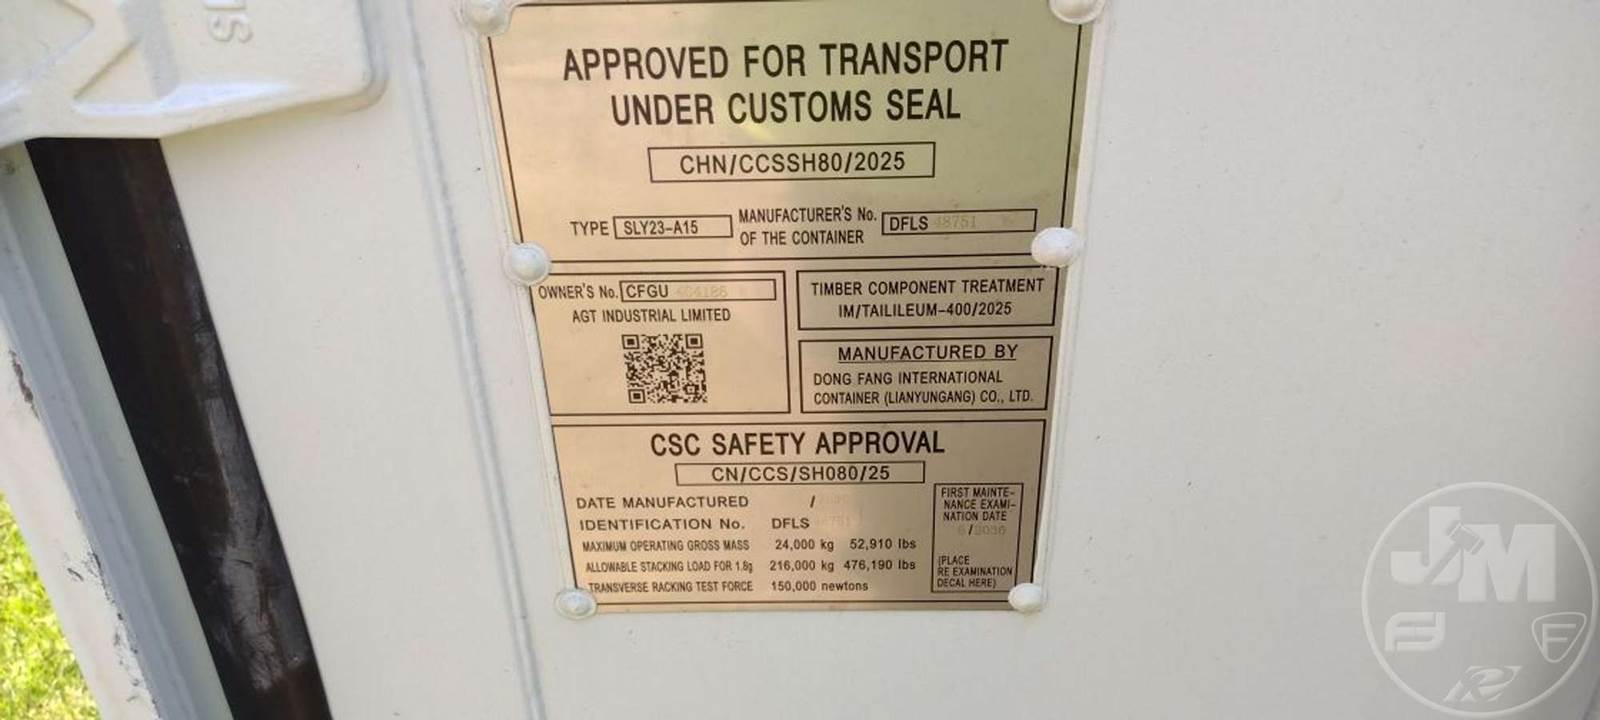 APPROVED FOR TRANSPORT
UNDER CUSTOMS SEAL
CHN/CCSSH80/2025
TYPE SLY23-A15
MANUFACTURER'S No. OF THE CONTAINER DFLS 48751
OWNER'S No. CFGU
AGT INDUSTRIAL LIMITED
TIMBER COMPONENT TREATMENT
IM/TAILILEUM-400/2025
MANUFACTURED BY
DONG FANG INTERNATIONAL
CONTAINER (LIANYUNGANG) CO., LTD.
CSC SAFETY APPROVAL
CN/CCS/SH080/25
DATE MANUFACTURED /
IDENTIFICATION No. DFLS
MAXIMUM OPERATING GROSS MASS 24,000 kg 52,910 lbs
ALLOWABLE STACKING LOAD FOR 1.8g 216,000 kg 476,190 lbs
TRANSVERSE RACKING TEST FORCE 150,000 newtons
FIRST MAINTE-
NANCE EXAMI-
NATION DATE
/
(PLACE
RE EXAMINATION
DECAL HERE)
JM